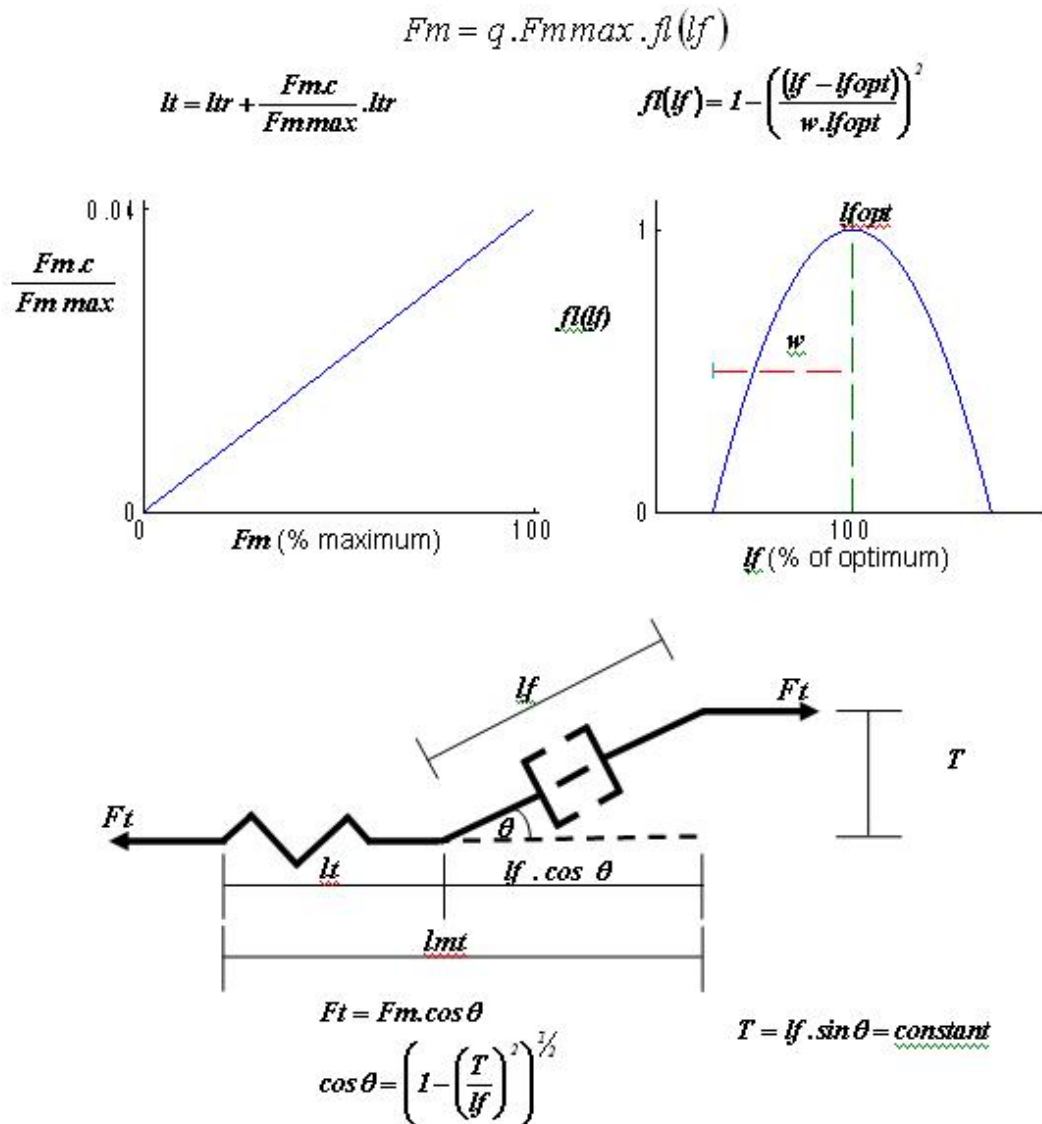 Fm = q.Fmmax.fl(lf)
lt = ltr + Fm.c/Fmmax .ltr
fl(lf) = 1 - ((lf - lfopt)/w.lfopt)^2
0.04
Fm.c/Fm max
0
0
100
Fm (% maximum)
lfopt
1
fl(lf)
w
0
100
lf (% of optimum)
lf
Ft
T
Ft
θ
lt
lf . cos θ
lmt
Ft = Fm.cos θ
T = lf .sin θ = constant
cos θ = (1 - (T/lf)^2)^1/2